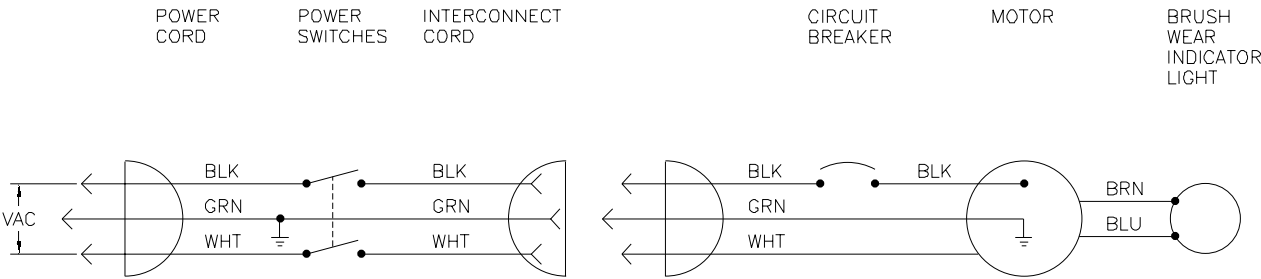 POWER
CORD
POWER
SWITCHES
INTERCONNECT
CORD
CIRCUIT
BREAKER
MOTOR
BRUSH
WEAR
INDICATOR
LIGHT
BLK
BLK
BLK
BLK
BRN
VAC
GRN
GRN
GRN
BLU
WHT
WHT
WHT